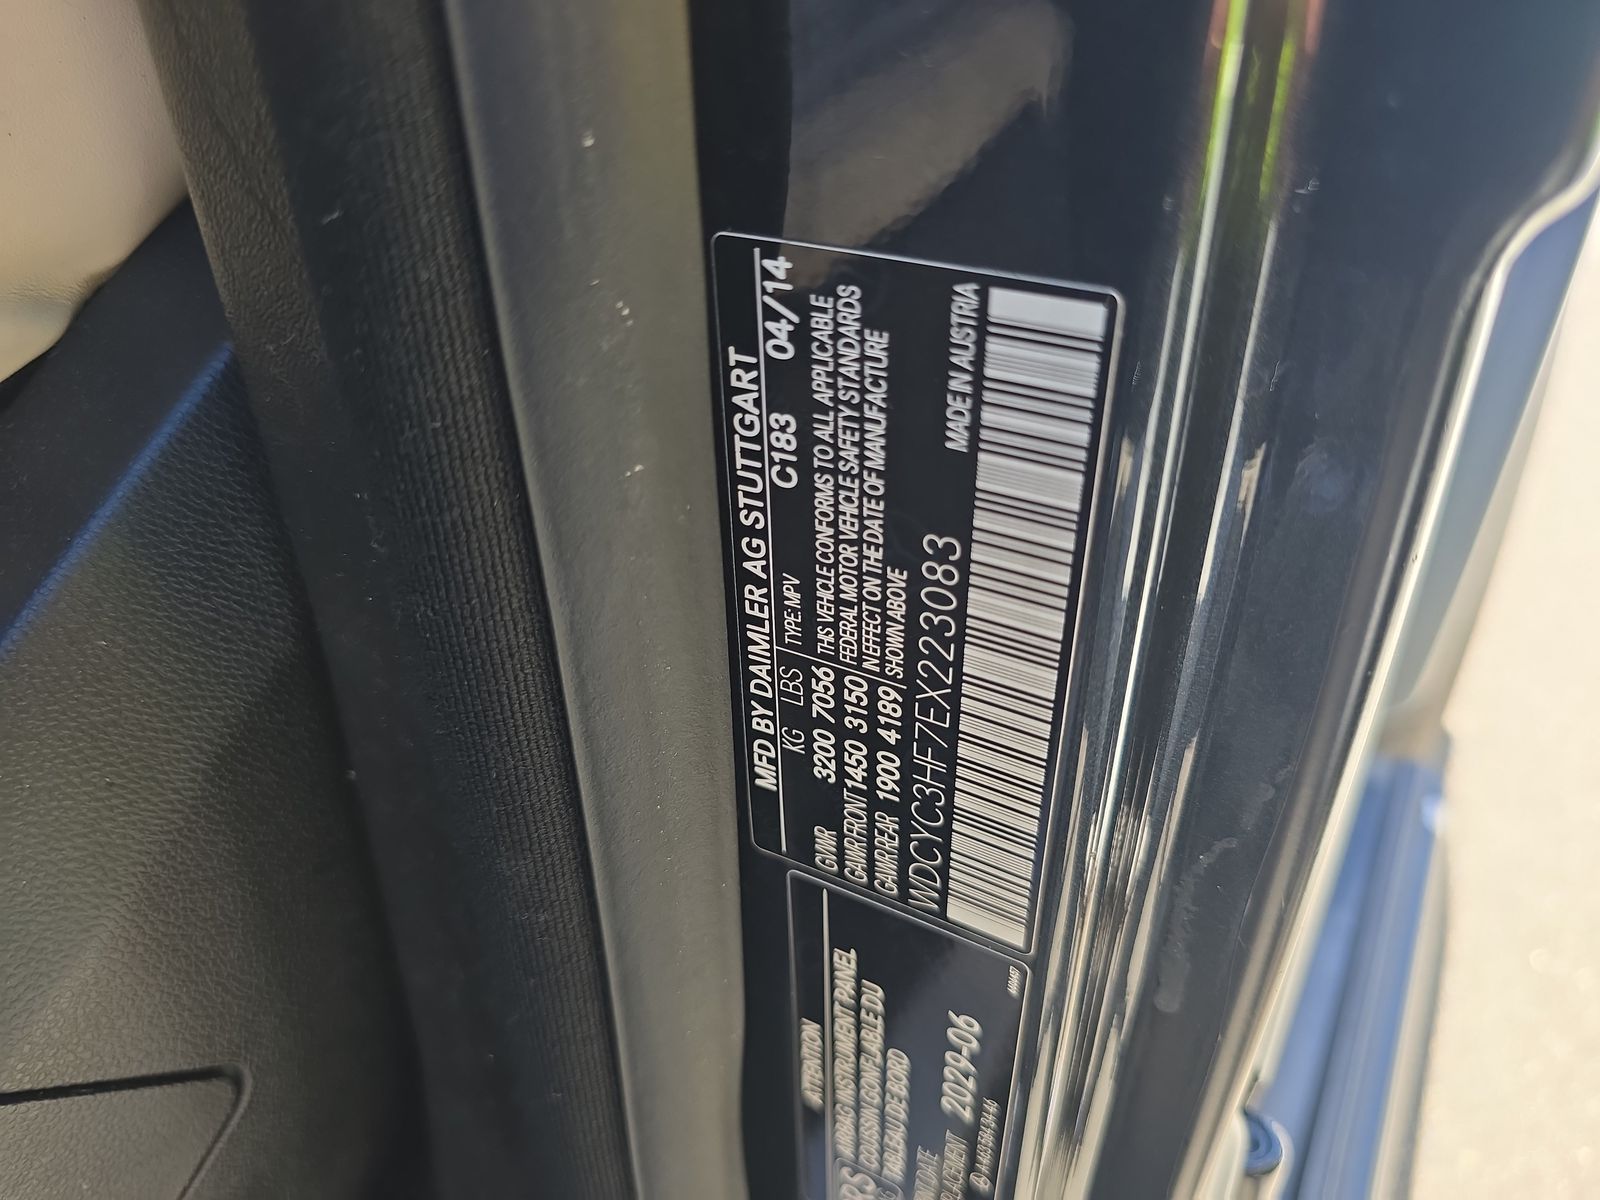 MFD BY DAIMLER AG STUTTGART
C183 04/14
KG LBS TYPE: MPV
GVWR 3200 7056 THIS VEHICLE CONFORMS TO ALL APPLICABLE
GAWR FRONT 1450 3150 FEDERAL MOTOR VEHICLE SAFETY STANDARDS
GAWR REAR 1900 4189 IN EFFECT ON THE DATE OF MANUFACTURE
SHOWN ABOVE
WDCYC3HF7EX223083 MADE IN AUSTRIA
ATTENTION
INSTRUMENT PANEL
COUSSIN GONFLABLE DU
TABLEAU DE BORD
2029-06